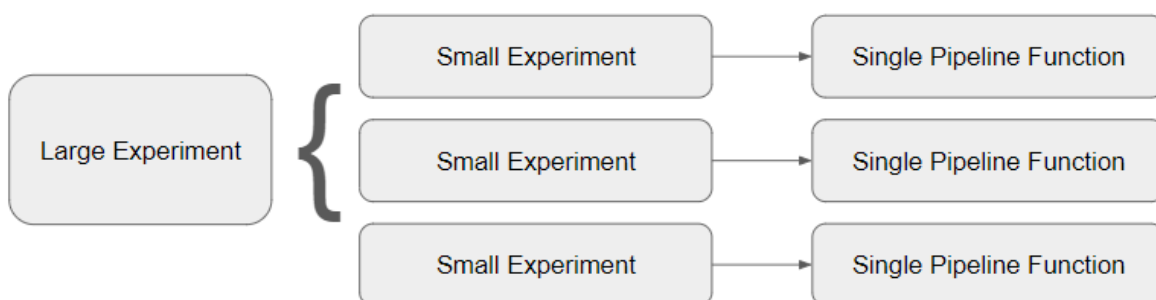 Small Experiment
Single Pipeline Function
Large Experiment
{
Small Experiment
Single Pipeline Function
Small Experiment
Single Pipeline Function